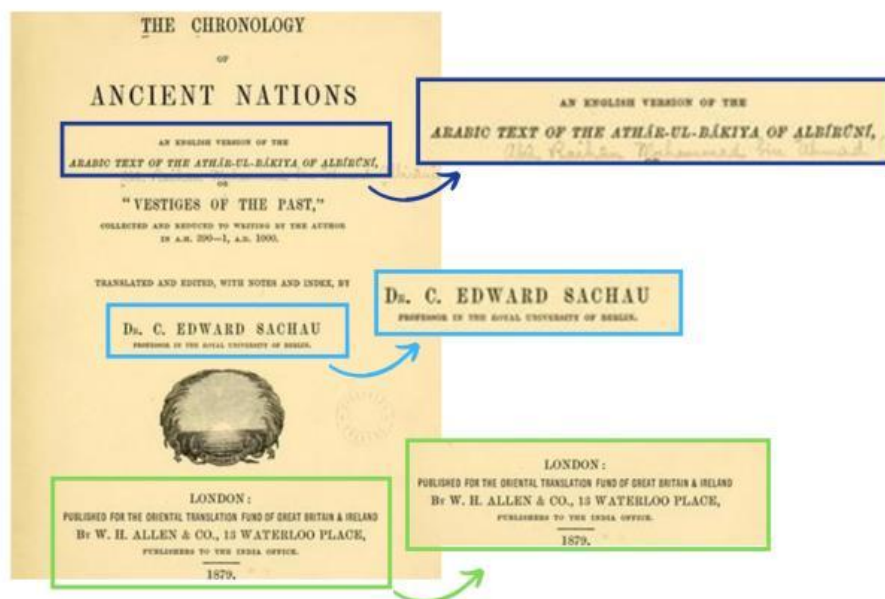 THE CHRONOLOGY
OF
ANCIENT NATIONS
AN ENGLISH VERSION OF THE
ARABIC TEXT OF THE ATHÁR-UL-BÁKIYA OF ALBÎRÛNÎ,
OR
"VESTIGES OF THE PAST,"
COLLECTED AND REDUCED TO WRITING BY THE AUTHOR
IN A.H. 390—1, A.D. 1000.
TRANSLATED AND EDITED, WITH NOTES AND INDEX, BY
DR. C. EDWARD SACHAU
PROFESSOR IN THE ROYAL UNIVERSITY OF BERLIN.
LONDON:
PUBLISHED FOR THE ORIENTAL TRANSLATION FUND OF GREAT BRITAIN & IRELAND
BY W. H. ALLEN & CO., 13 WATERLOO PLACE,
PUBLISHERS TO THE INDIA OFFICE.
1879.
AN ENGLISH VERSION OF THE
ARABIC TEXT OF THE ATHÁR-UL-BÁKIYA OF ALBÎRÛNÎ,
Raihân Mohammed bin Ahmad
DR. C. EDWARD SACHAU
PROFESSOR IN THE ROYAL UNIVERSITY OF BERLIN.
LONDON:
PUBLISHED FOR THE ORIENTAL TRANSLATION FUND OF GREAT BRITAIN & IRELAND
BY W. H. ALLEN & CO., 13 WATERLOO PLACE,
PUBLISHERS TO THE INDIA OFFICE.
1879.